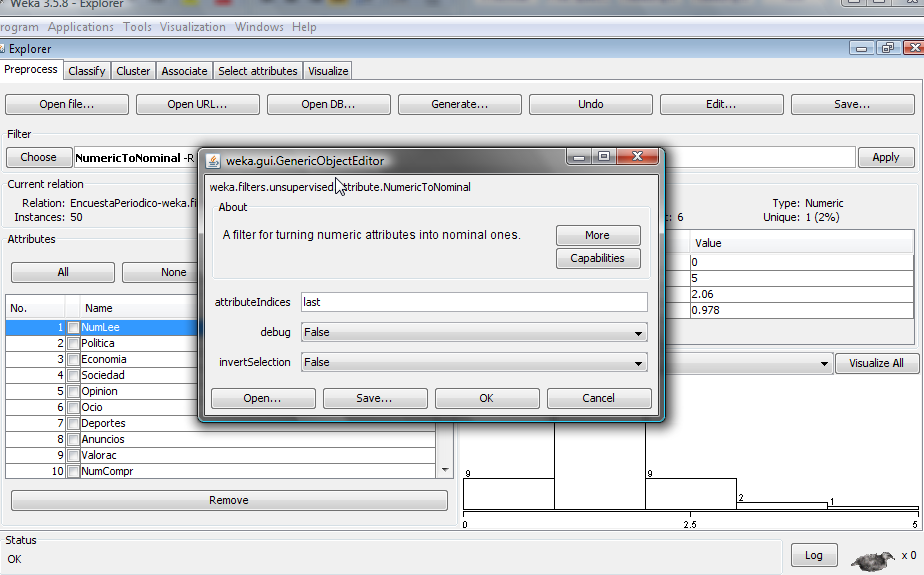 Weka 3.5.8 - Explorer
rogram Applications Tools Visualization Windows Help
Explorer
Preprocess Classify Cluster Associate Select attributes Visualize
Open file... Open URL... Open DB... Generate... Undo Edit... Save...
Filter
Choose NumericToNominal -R Apply
weka.gui.GenericObjectEditor
weka.filters.unsupervised. ttribute.NumericToNominal
About
A filter for turning numeric attributes into nominal ones.
More
Capabilities
attributeIndices last
debug False
invertSelection False
Open... Save... OK Cancel
Current relation
Relation: EncuestaPeriodico-weka.fi
Instances: 50
Type: Numeric
: 6 Unique: 1 (2%)
Attributes
All None
No. Name
1 NumLee
2 Politica
3 Economia
4 Sociedad
5 Opinion
6 Ocio
7 Deportes
8 Anuncios
9 Valorac
10 NumCompr
Remove
Value
0
5
2.06
0.978
Visualize All
9 9 2 1
0 2.5 5
Status
OK
Log x 0